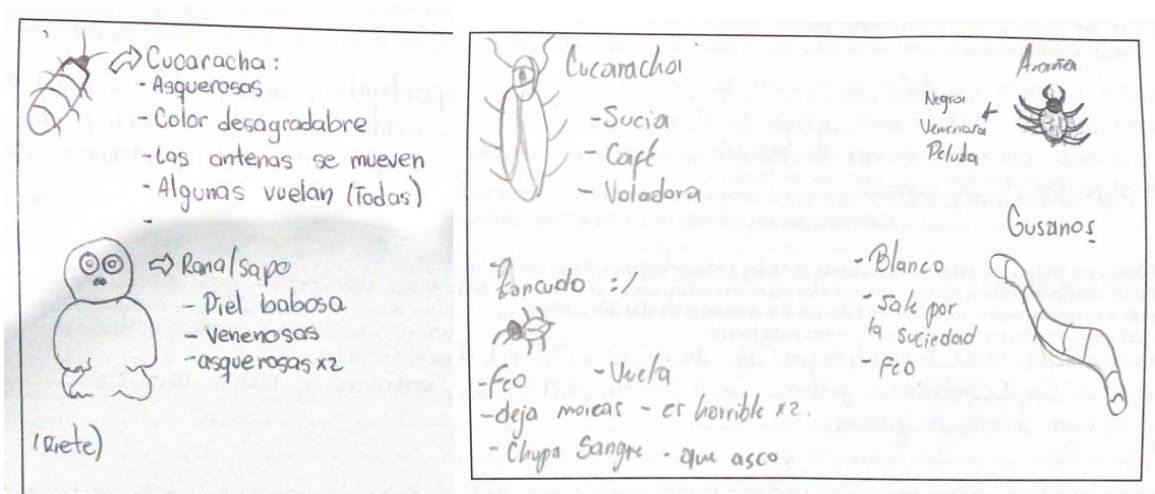 Cucaracha:
- Asquerosas
- Color desagradabre
- Las antenas se mueven
- Algunas vuelan (Todas)
-
Rana/sapo
- Piel babosa
- venenosas
- asquerosas x2
(Riete)
Cucaracha
- Sucia
- Café
- Voladora
Araña
Negra
Venenosa
Peluda
- Zancudo :/
- Feo
- Vuela
- deja marcas - es horrible x2.
- Chupa Sangre - que asco.
Gusanos
- Blanco
- Sale por
la suciedad
- Feo